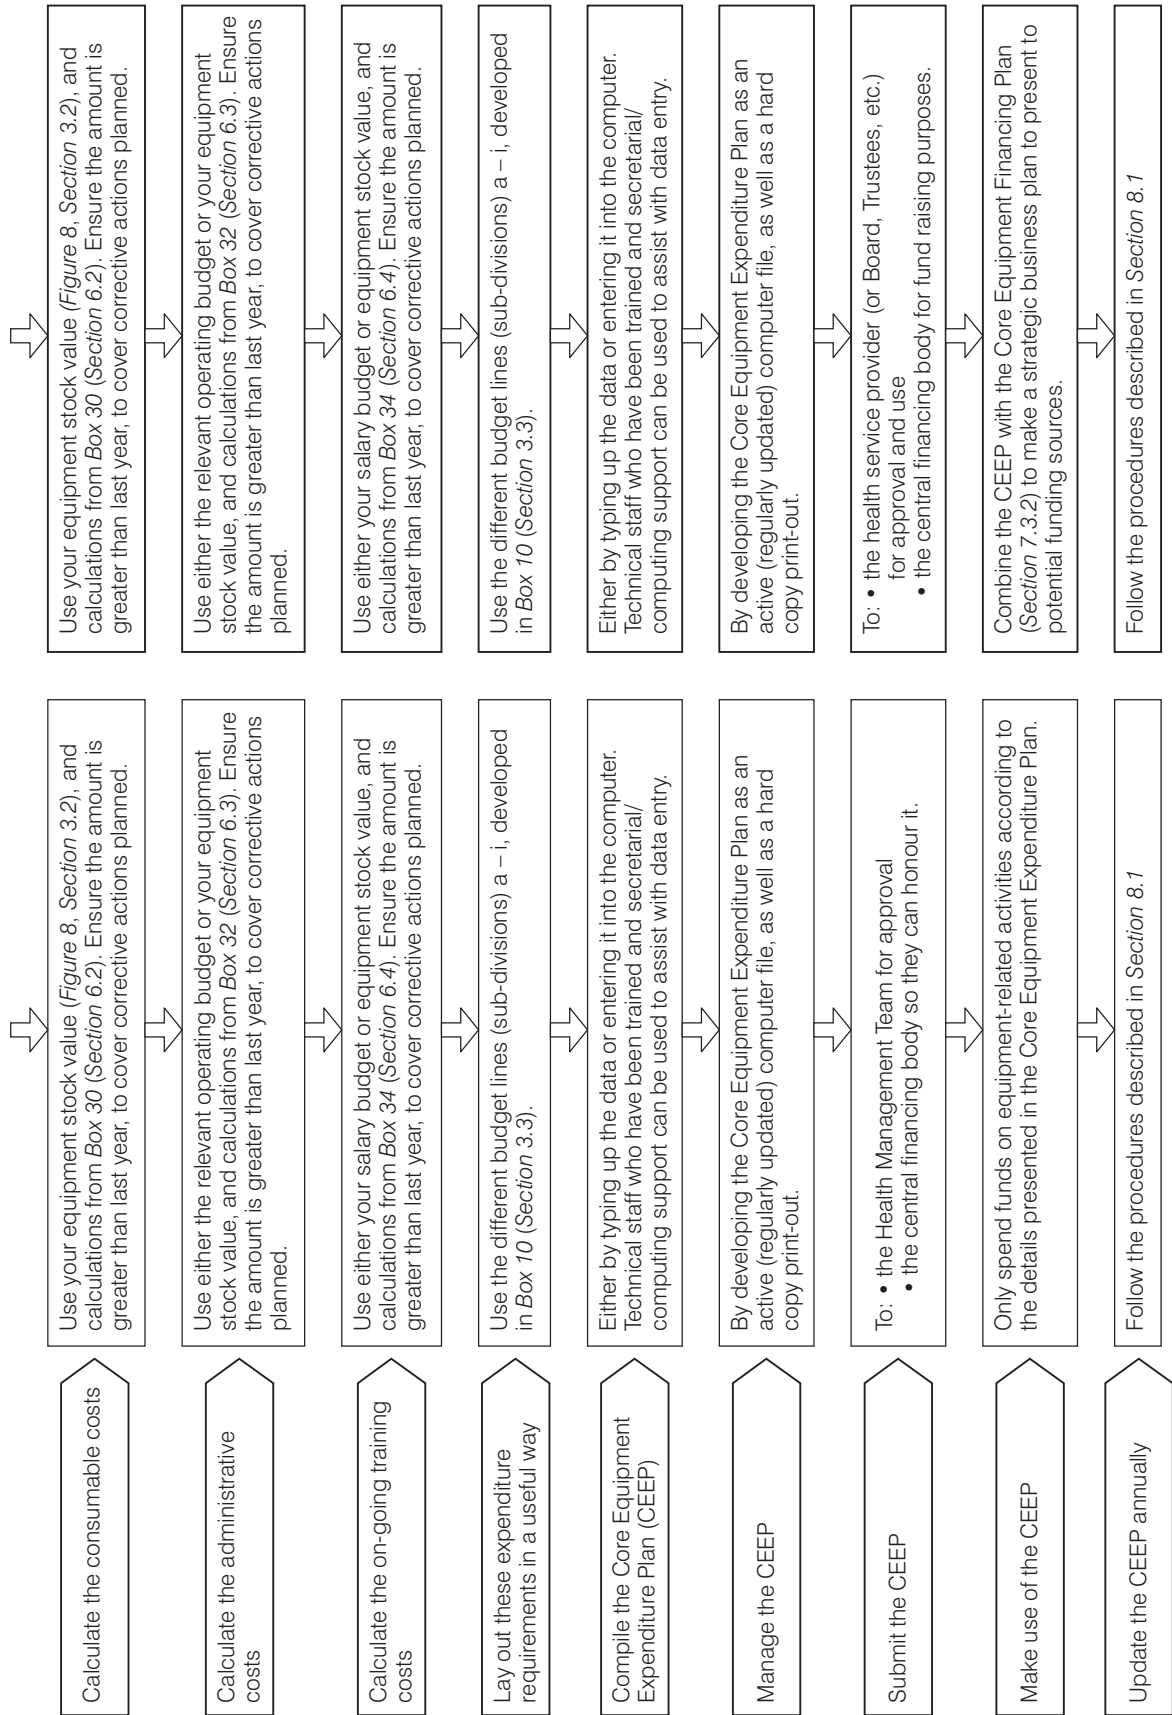 Calculate the consumable costs
Use your equipment stock value (Figure 8, Section 3.2), and
calculations from Box 30 (Section 6.2). Ensure the amount is
greater than last year, to cover corrective actions planned.
Use your equipment stock value (Figure 8, Section 3.2), and
calculations from Box 30 (Section 6.2). Ensure the amount is
greater than last year, to cover corrective actions planned.
Calculate the administrative
costs
Use either the relevant operating budget or your equipment
stock value, and calculations from Box 32 (Section 6.3). Ensure
the amount is greater than last year, to cover corrective actions
planned.
Use either the relevant operating budget or your equipment
stock value, and calculations from Box 32 (Section 6.3). Ensure
the amount is greater than last year, to cover corrective actions
planned.
Calculate the on-going training
costs
Use either your salary budget or equipment stock value, and
calculations from Box 34 (Section 6.4). Ensure the amount is
greater than last year, to cover corrective actions planned.
Use either your salary budget or equipment stock value, and
calculations from Box 34 (Section 6.4). Ensure the amount is
greater than last year, to cover corrective actions planned.
Lay out these expenditure
requirements in a useful way
Use the different budget lines (sub-divisions) a – i, developed
in Box 10 (Section 3.3).
Use the different budget lines (sub-divisions) a – i, developed
in Box 10 (Section 3.3).
Compile the Core Equipment
Expenditure Plan (CEEP)
Either by typing up the data or entering it into the computer.
Technical staff who have been trained and secretarial/
computing support can be used to assist with data entry.
Either by typing up the data or entering it into the computer.
Technical staff who have been trained and secretarial/
computing support can be used to assist with data entry.
Manage the CEEP
By developing the Core Equipment Expenditure Plan as an
active (regularly updated) computer file, as well as a hard
copy print-out.
By developing the Core Equipment Expenditure Plan as an
active (regularly updated) computer file, as well as a hard
copy print-out.
Submit the CEEP
To: • the Health Management Team for approval
• the central financing body so they can honour it.
To: • the health service provider (or Board, Trustees, etc.)
for approval and use
• the central financing body for fund raising purposes.
Make use of the CEEP
Only spend funds on equipment-related activities according to
the details presented in the Core Equipment Expenditure Plan.
Combine the CEEP with the Core Equipment Financing Plan
(Section 7.3.2) to make a strategic business plan to present to
potential funding sources.
Update the CEEP annually
Follow the procedures described in Section 8.1
Follow the procedures described in Section 8.1